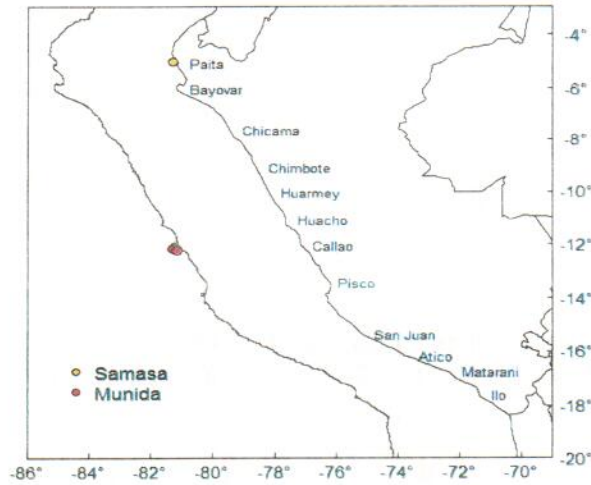 -4°
Paita
Bayovar
-6°
Chicama
-8°
Chimbote
Huarmey
-10°
Huacho
Callao
-12°
Pisco
-14°
San Juan
Atico
-16°
Samasa
Matarani
Munida
Ilo
-18°
-20°
-86° -84° -82° -80° -78° -76° -74° -72° -70°